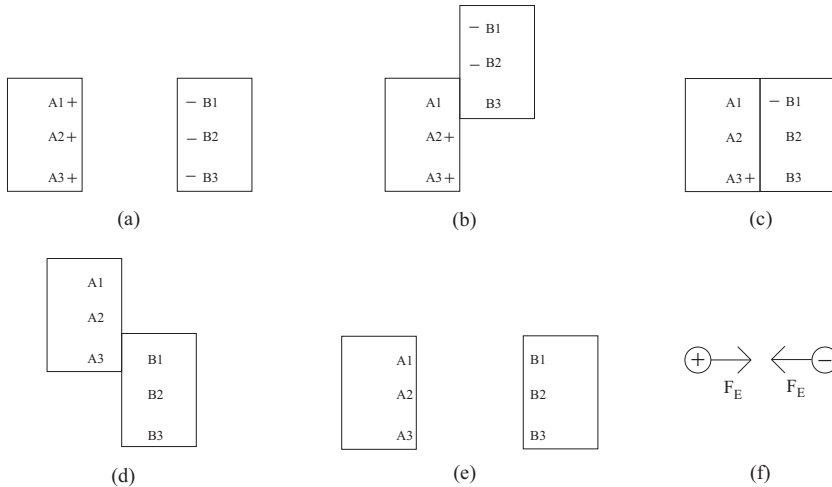 A1+
A2+
A3+
− B1
− B2
− B3
(a)
− B1
− B2
B3
A1
A2+
A3+
(b)
A1
A2
A3+
− B1
B2
B3
(c)
A1
A2
A3
B1
B2
B3
(d)
A1
A2
A3
B1
B2
B3
(e)
+ −
F_E F_E
(f)